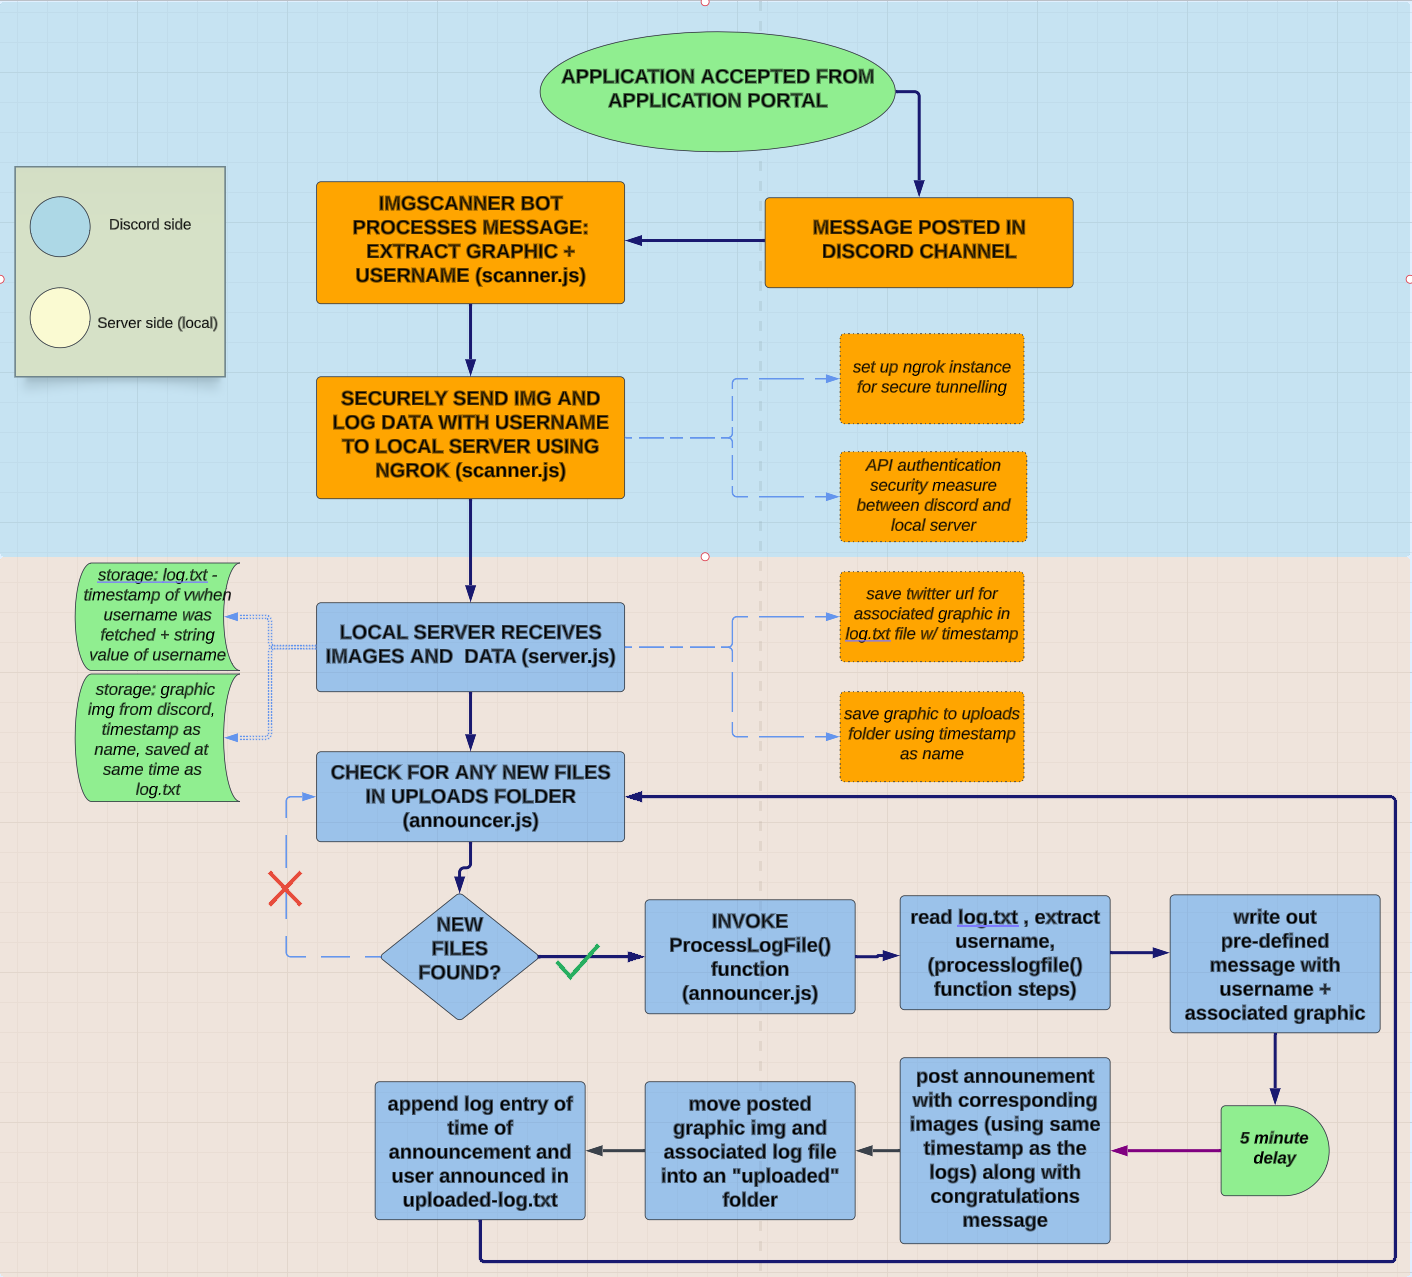 APPLICATION ACCEPTED FROM
APPLICATION PORTAL
Discord side
Server side (local)
IMGSCANNER BOT
PROCESSES MESSAGE:
EXTRACT GRAPHIC +
USERNAME (scanner.js)
MESSAGE POSTED IN
DISCORD CHANNEL
SECURELY SEND IMG AND
LOG DATA WITH USERNAME
TO LOCAL SERVER USING
NGROK (scanner.js)
set up ngrok instance
for secure tunnelling
API authentication
security measure
between discord and
local server
storage: log.txt -
timestamp of vwhen
username was
fetched + string
value of username
storage: graphic
img from discord,
timestamp as
name, saved at
same time as
log.txt
LOCAL SERVER RECEIVES
IMAGES AND  DATA (server.js)
save twitter url for
associated graphic in
log.txt file w/ timestamp
save graphic to uploads
folder using timestamp
as name
CHECK FOR ANY NEW FILES
IN UPLOADS FOLDER
(announcer.js)
NEW
FILES
FOUND?
INVOKE
ProcessLogFile()
function
(announcer.js)
read log.txt , extract
username,
(processlogfile()
function steps)
write out
pre-defined
message with
username +
associated graphic
5 minute
delay
post announement
with corresponding
images (using same
timestamp as the
logs) along with
congratulations
message
move posted
graphic img and
associated log file
into an "uploaded"
folder
append log entry of
time of
announcement and
user announced in
uploaded-log.txt